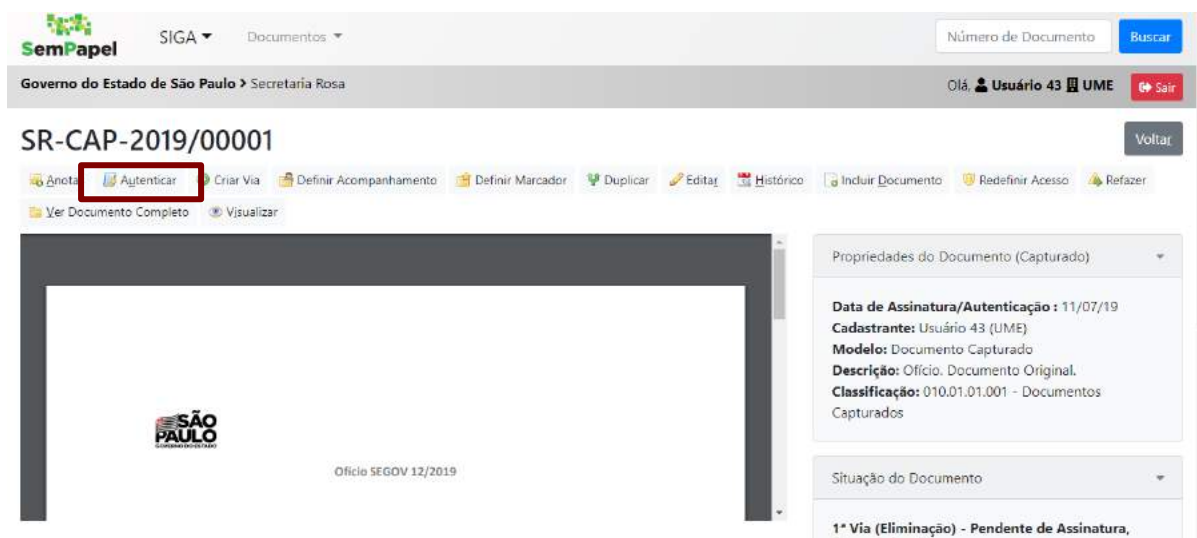 SemPapel
SIGA
Documentos
Número de Documento
Buscar
Governo do Estado de São Paulo > Secretaria Rosa
Olá, Usuário 43 UME
Sair
SR-CAP-2019/00001
Voltar
Anota Autenticar Criar Via Definir Acompanhamento Definir Marcador Duplicar Editar Histórico Incluir Documento Redefinir Acesso Refazer
Ver Documento Completo Visualizar
Propriedades do Documento (Capturado)
Data de Assinatura/Autenticação : 11/07/19
Cadastrante: Usuário 43 (UME)
Modelo: Documento Capturado
Descrição: Ofício. Documento Original.
Classificação: 010.01.01.001 - Documentos
Capturados
SÃO
PAULO
GOVERNO DO ESTADO
Ofício SEGOV 12/2019
Situação do Documento
1ª Via (Eliminação) - Pendente de Assinatura,